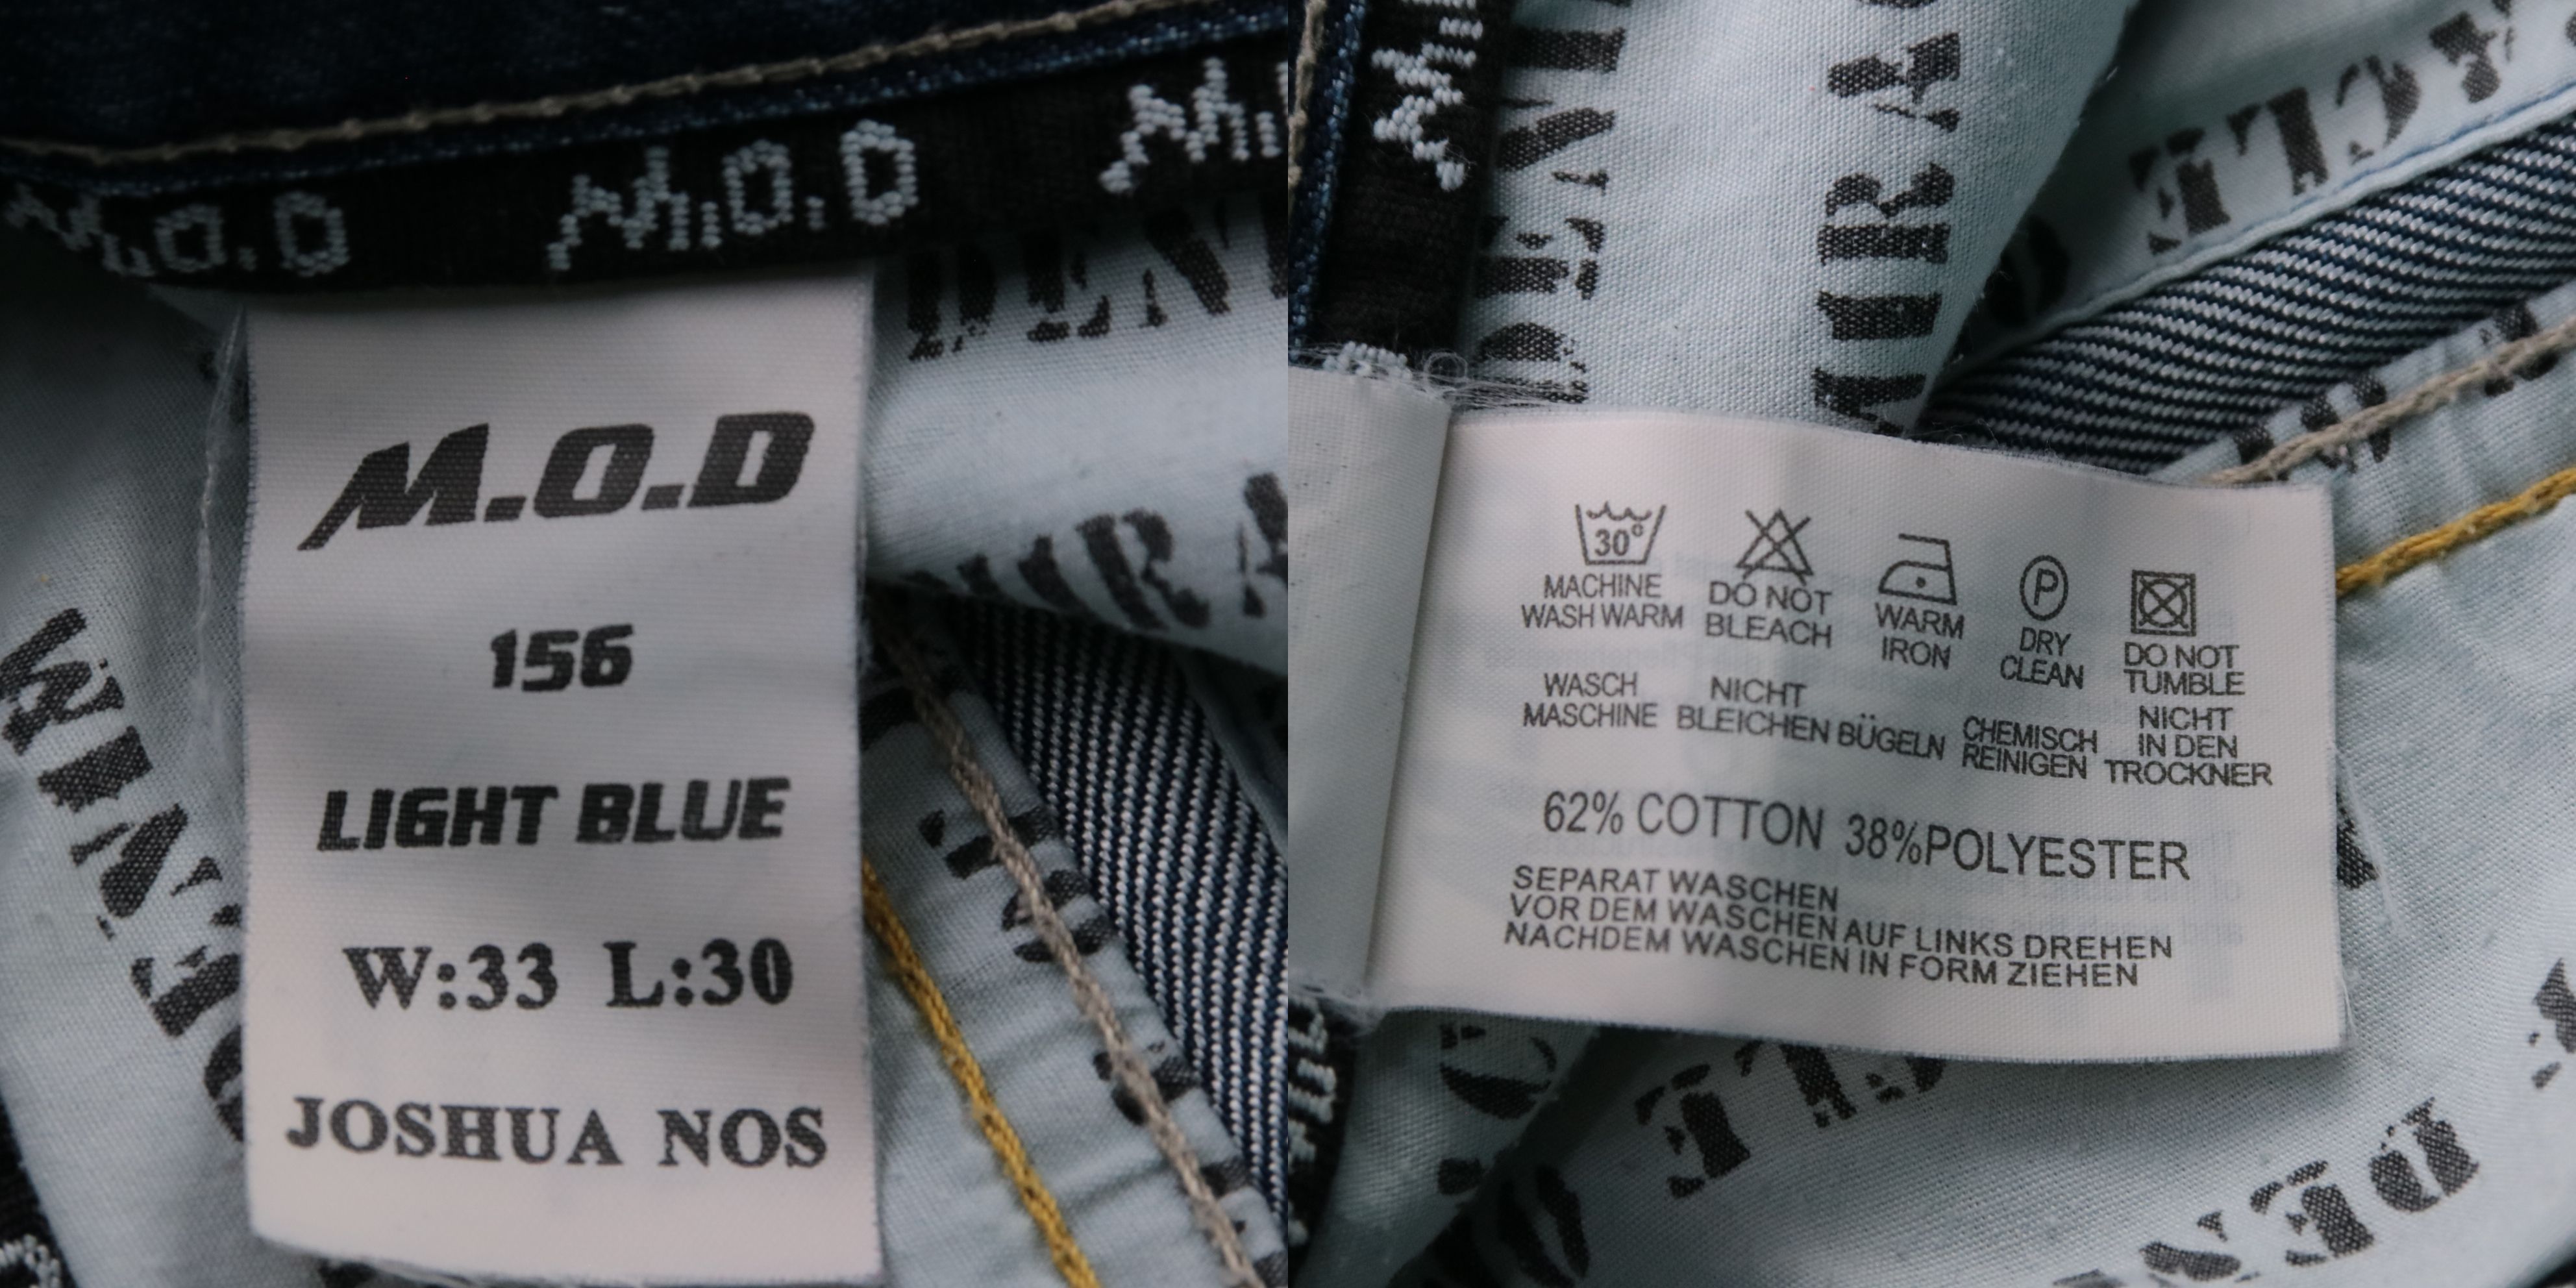 M.O.D
M.O.D
M.
M.O.D
156
LIGHT BLUE
W:33 L:30
JOSHUA NOS
30°
MACHINE
WASH WARM
DO NOT
BLEACH
WARM
IRON
P
DRY
CLEAN
DO NOT
TUMBLE
WASCH
MASCHINE
NICHT
BLEICHEN
BÜGELN
CHEMISCH
REINIGEN
NICHT
IN DEN
TROCKNER
62% COTTON 38%POLYESTER
SEPARAT WASCHEN
VOR DEM WASCHEN AUF LINKS DREHEN
NACHDEM WASCHEN IN FORM ZIEHEN